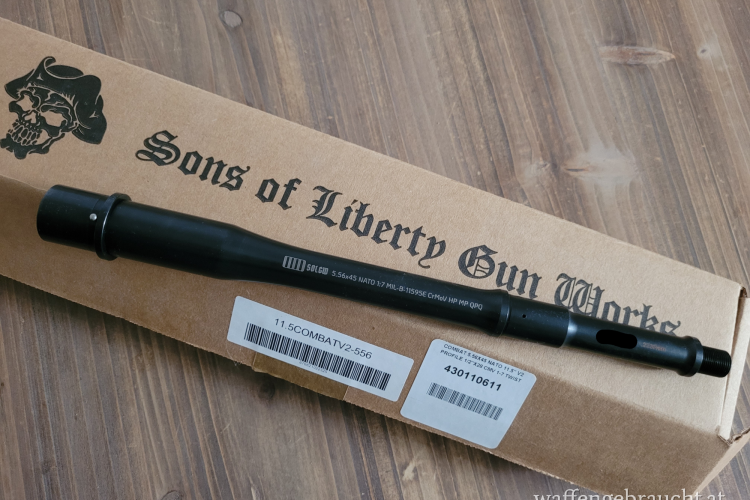 Sons of Liberty Gun Works
SOLGW 5.56x45 NATO 1:7 MIL-B-11595E CrMoV HP MP QPQ
11.5COMBATV2-556
COMBAT 5.56X45 NATO 11.5" V2
PROFILE 1/2"X28 CMV 1-7 TWIST
430110611
waffengebraucht.at